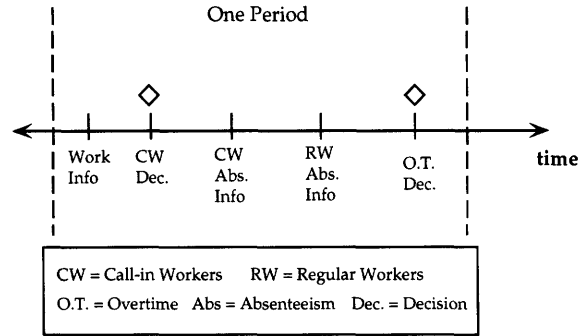 One Period
Work Info
CW Dec.
CW Abs. Info
RW Abs. Info
O.T. Dec.
time
CW = Call-in Workers RW = Regular Workers
O.T. = Overtime Abs = Absenteeism Dec. = Decision